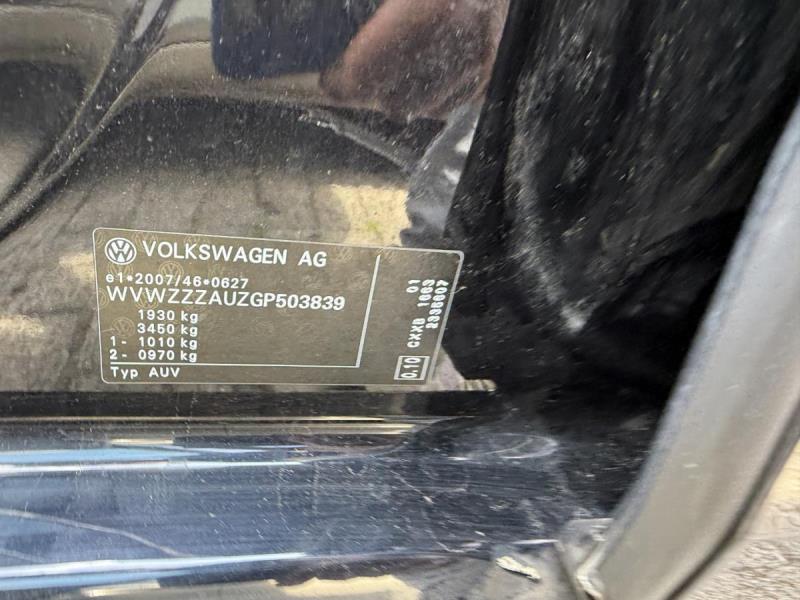 VOLKSWAGEN AG
e1*2007/46*0627
WVWZZZAUZGP503839
1930 kg
3450 kg
1- 1010 kg
2- 0970 kg
Typ AUV
01
CXXB 1663
2335607
0.10